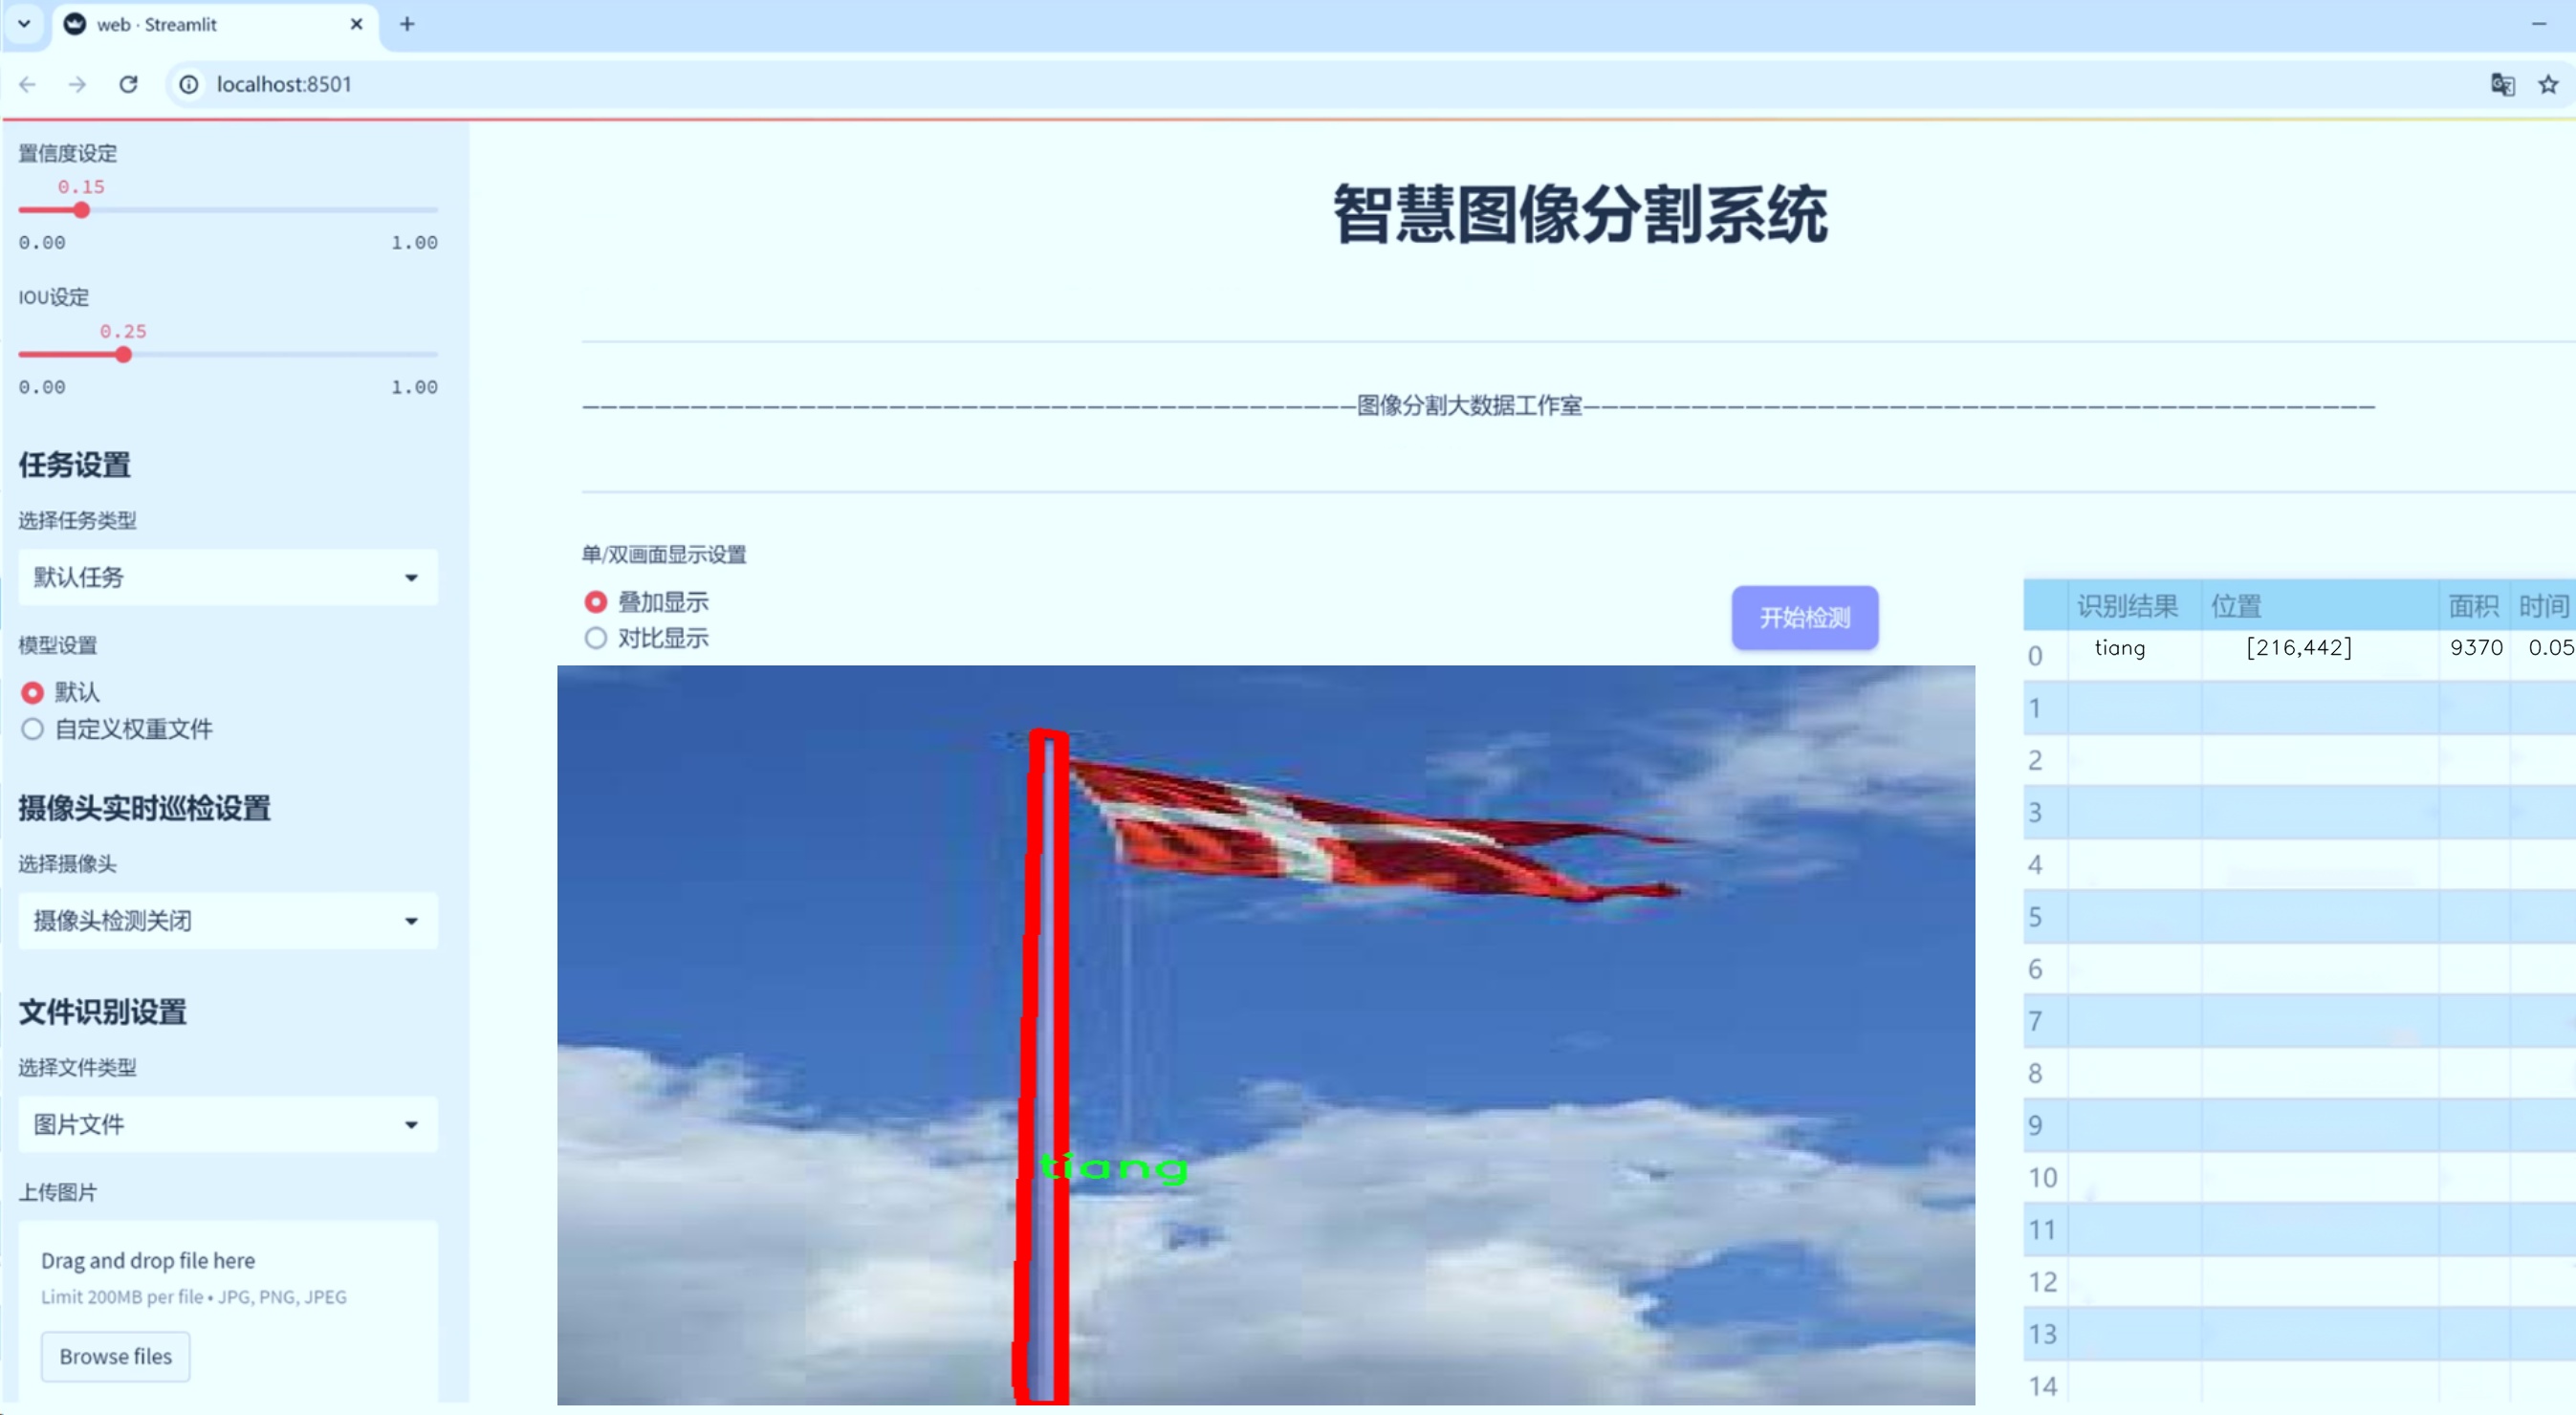 web · Streamlit
localhost:8501
置信度设定
0.15
0.00 1.00
IOU设定
0.25
0.00 1.00
任务设置
选择任务类型
默认任务
模型设置
默认
自定义权重文件
摄像头实时巡检设置
选择摄像头
摄像头检测关闭
文件识别设置
选择文件类型
图片文件
上传图片
Drag and drop file here
Limit 200MB per file • JPG, PNG, JPEG
Browse files
智慧图像分割系统
———————————————————————————————————————————图像分割大数据工作室————————————————————————————————————————————
单/双画面显示设置
叠加显示
对比显示
开始检测
tiang
识别结果 位置 面积 时间
0 tiang [216,442] 9370 0.05
1
2
3
4
5
6
7
8
9
10
11
12
13
14